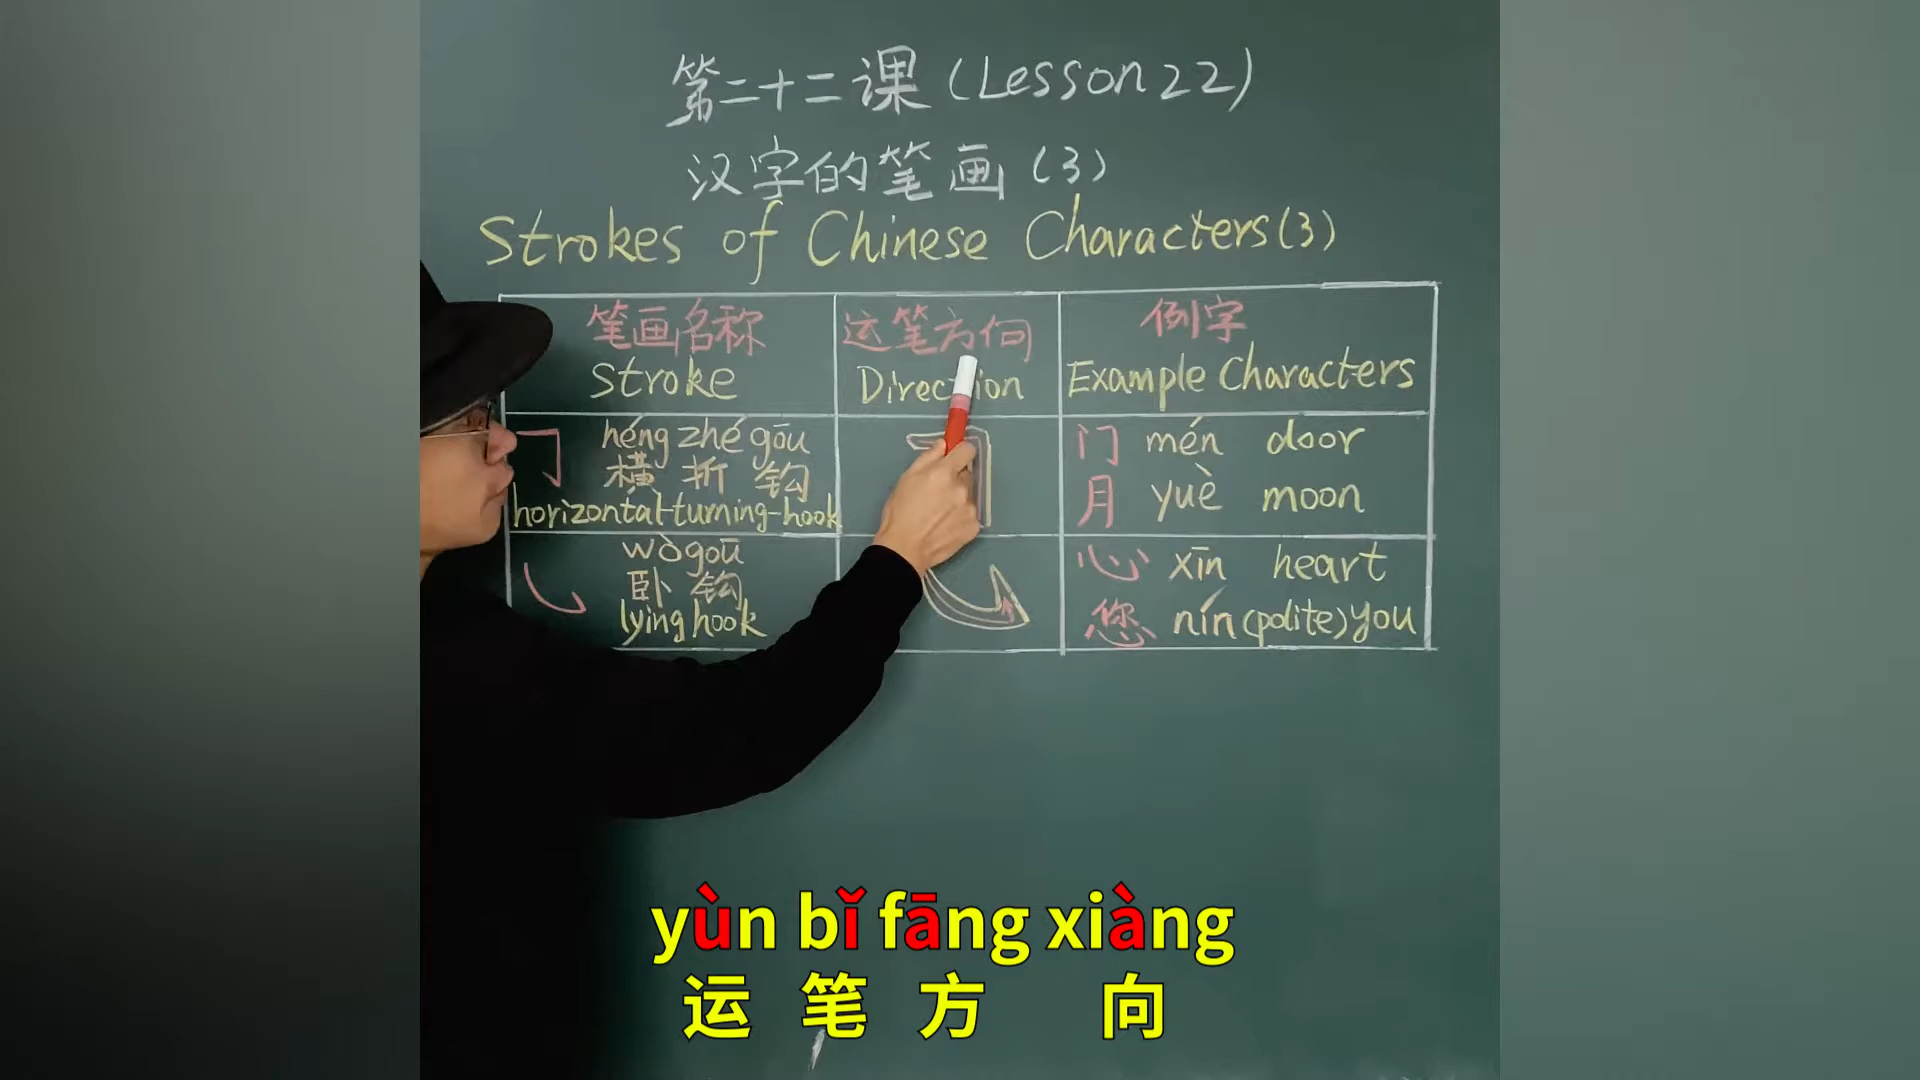 第二十二课 (Lesson 22)
汉字的笔画 (3)
Strokes of Chinese Characters (3)
笔画名称 运笔方向 例字
Stroke Direction Example Characters
héng zhé gōu 门 mén door
横 折 钩 月 yuè moon
horizontal-turning-hook
wògoū 心 xīn heart
卧 钩 您 nín (polite) you
lying hook
yùn bǐ fāng xiàng
运 笔 方 向